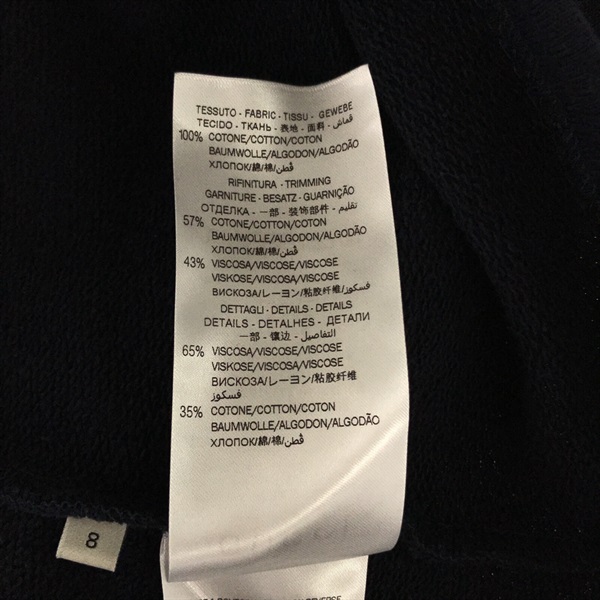 TESSUTO - FABRIC - TISSU - GEWEBE
TECIDO - ТКАНЬ - 表地 - 面料 - قماش
100% COTONE/COTTON/COTON
BAUMWOLLE/ALGODON/ALGODÃO
ХЛОПОК/綿/棉/قُطن
RIFINITURA - TRIMMING
GARNITURE - BESATZ - GUARNIÇÃO
ОТДЕЛКА - 一部 - 装饰部件 - تقليم
57% COTONE/COTTON/COTON
BAUMWOLLE/ALGODON/ALGODÃO
ХЛОПОК/綿/棉/قُطن
43% VISCOSA/VISCOSE/VISCOSE
VISKOSE/VISCOSA/VISCOSE
ВИСКОЗА/レーヨン/粘胶纤维/فسكوز
DETTAGLI - DETAILS - DETAILS
DETAILS - DETALHES - ДЕТАЛИ
一部 - 镶边 - التفاصيل
65% VISCOSA/VISCOSE/VISCOSE
VISKOSE/VISCOSA/VISCOSE
ВИСКОЗА/レーヨン/粘胶纤维
فسكوز
35% COTONE/COTTON/COTON
BAUMWOLLE/ALGODON/ALGODÃO
ХЛОПОК/綿/棉/قُطن
8